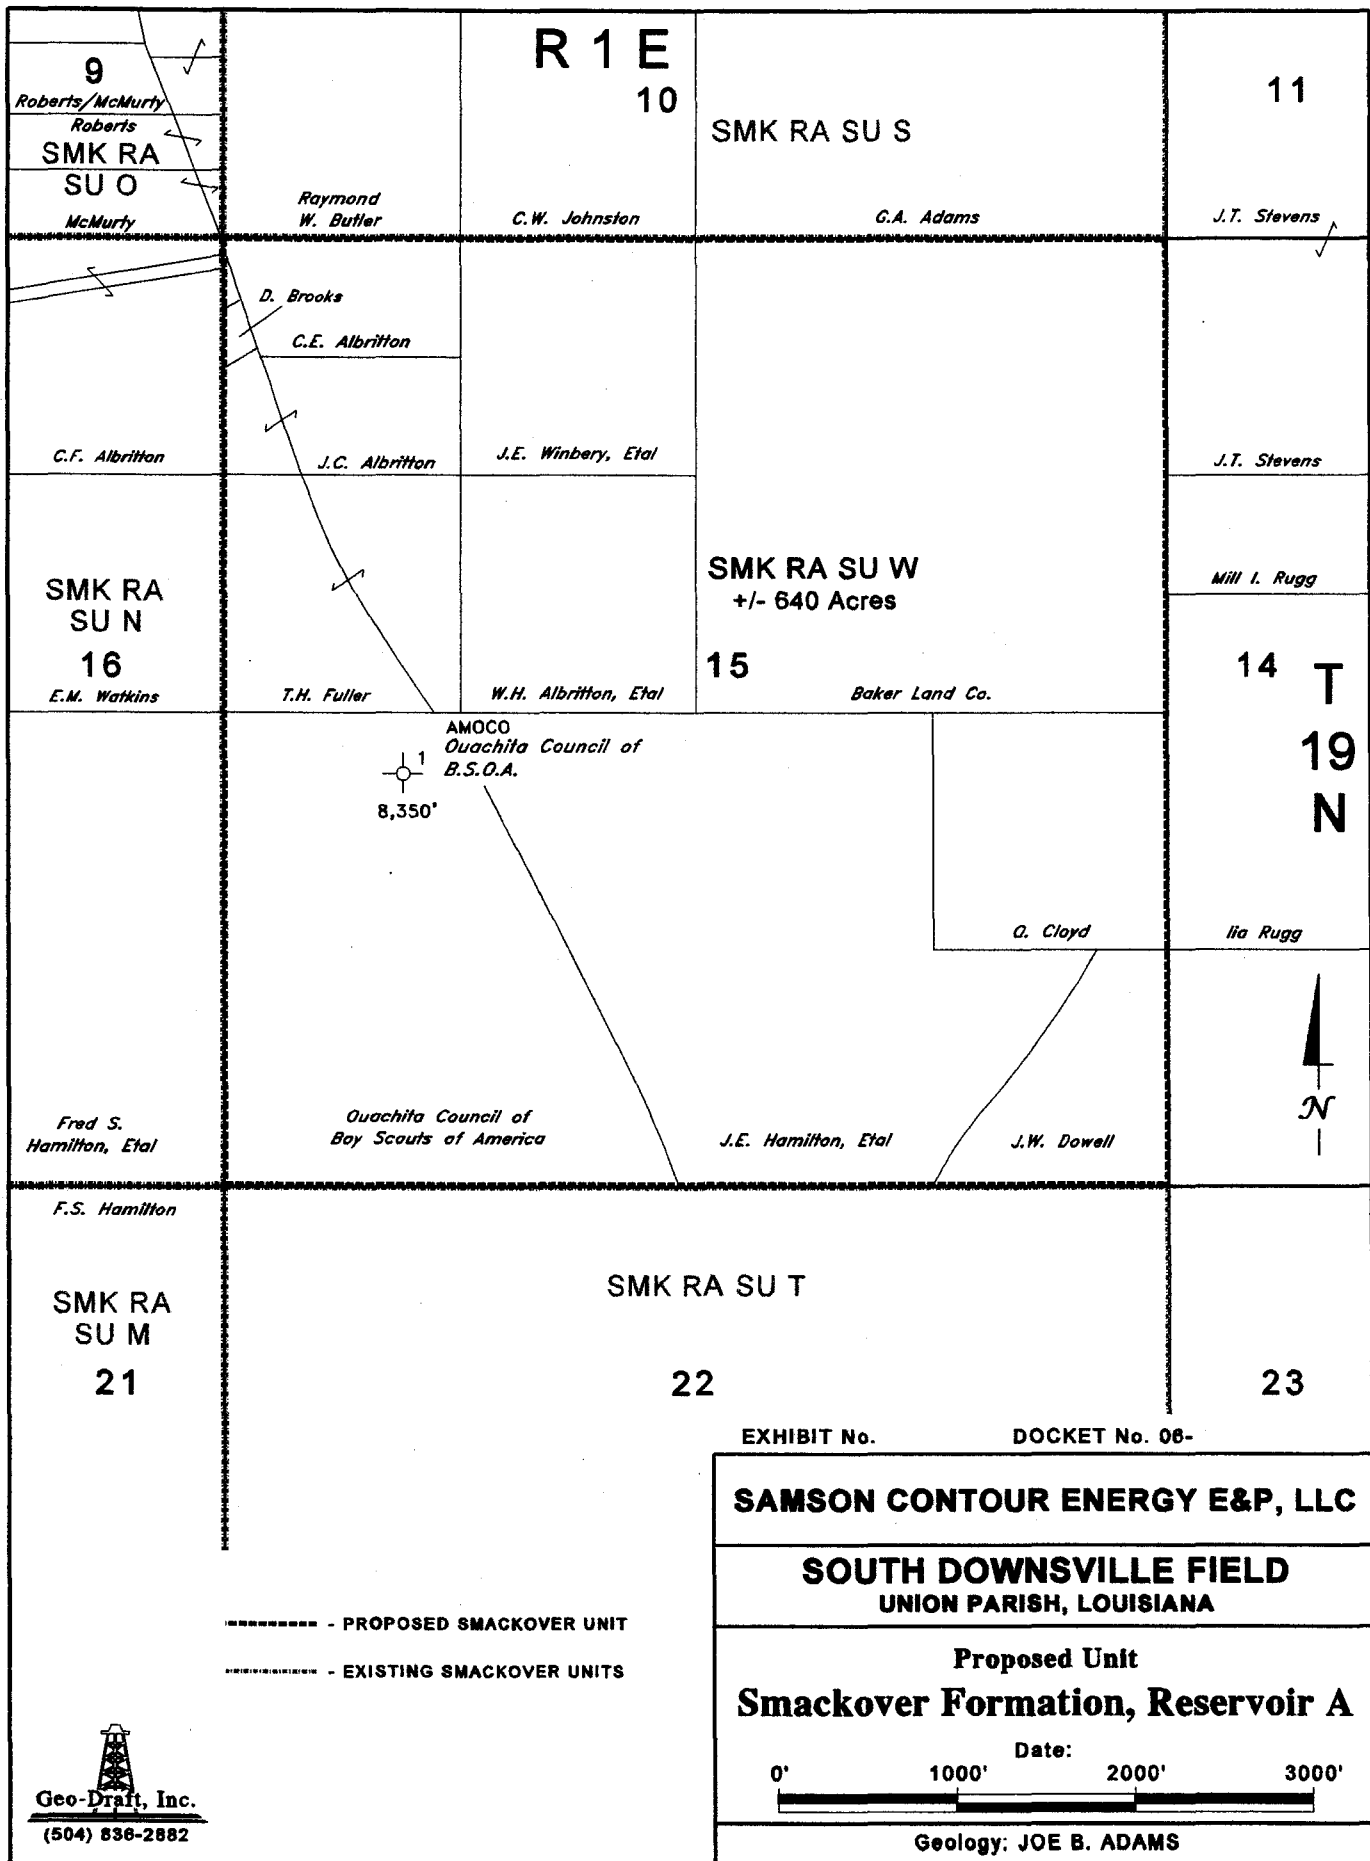 R 1 E
9
10
11
Roberts/McMurty
Roberts
SMK RA
SU O
McMurty
SMK RA SU S
Raymond
W. Butler
C.W. Johnston
G.A. Adams
J.T. Stevens
D. Brooks
C.E. Albritton
C.F. Albritton
J.C. Albritton
J.E. Winbery, Etal
J.T. Stevens
SMK RA
SU N
16
E.M. Watkins
T.H. Fuller
W.H. Albritton, Etal
SMK RA SU W
+/- 640 Acres
15
Baker Land Co.
Mill I. Rugg
14
T
19
N
AMOCO
Ouachita Council of
B.S.O.A.
1
8,350'
O. Cloyd
Iia Rugg
N
Fred S.
Hamilton, Etal
Ouachita Council of
Boy Scouts of America
J.E. Hamilton, Etal
J.W. Dowell
F.S. Hamilton
SMK RA
SU M
21
SMK RA SU T
22
23
EXHIBIT No.
DOCKET No. 06-
SAMSON CONTOUR ENERGY E&P, LLC
SOUTH DOWNSVILLE FIELD
UNION PARISH, LOUISIANA
Proposed Unit
Smackover Formation, Reservoir A
Date:
0' 1000' 2000' 3000'
Geology: JOE B. ADAMS
- PROPOSED SMACKOVER UNIT
- EXISTING SMACKOVER UNITS
Geo-Draft, Inc.
(504) 836-2882